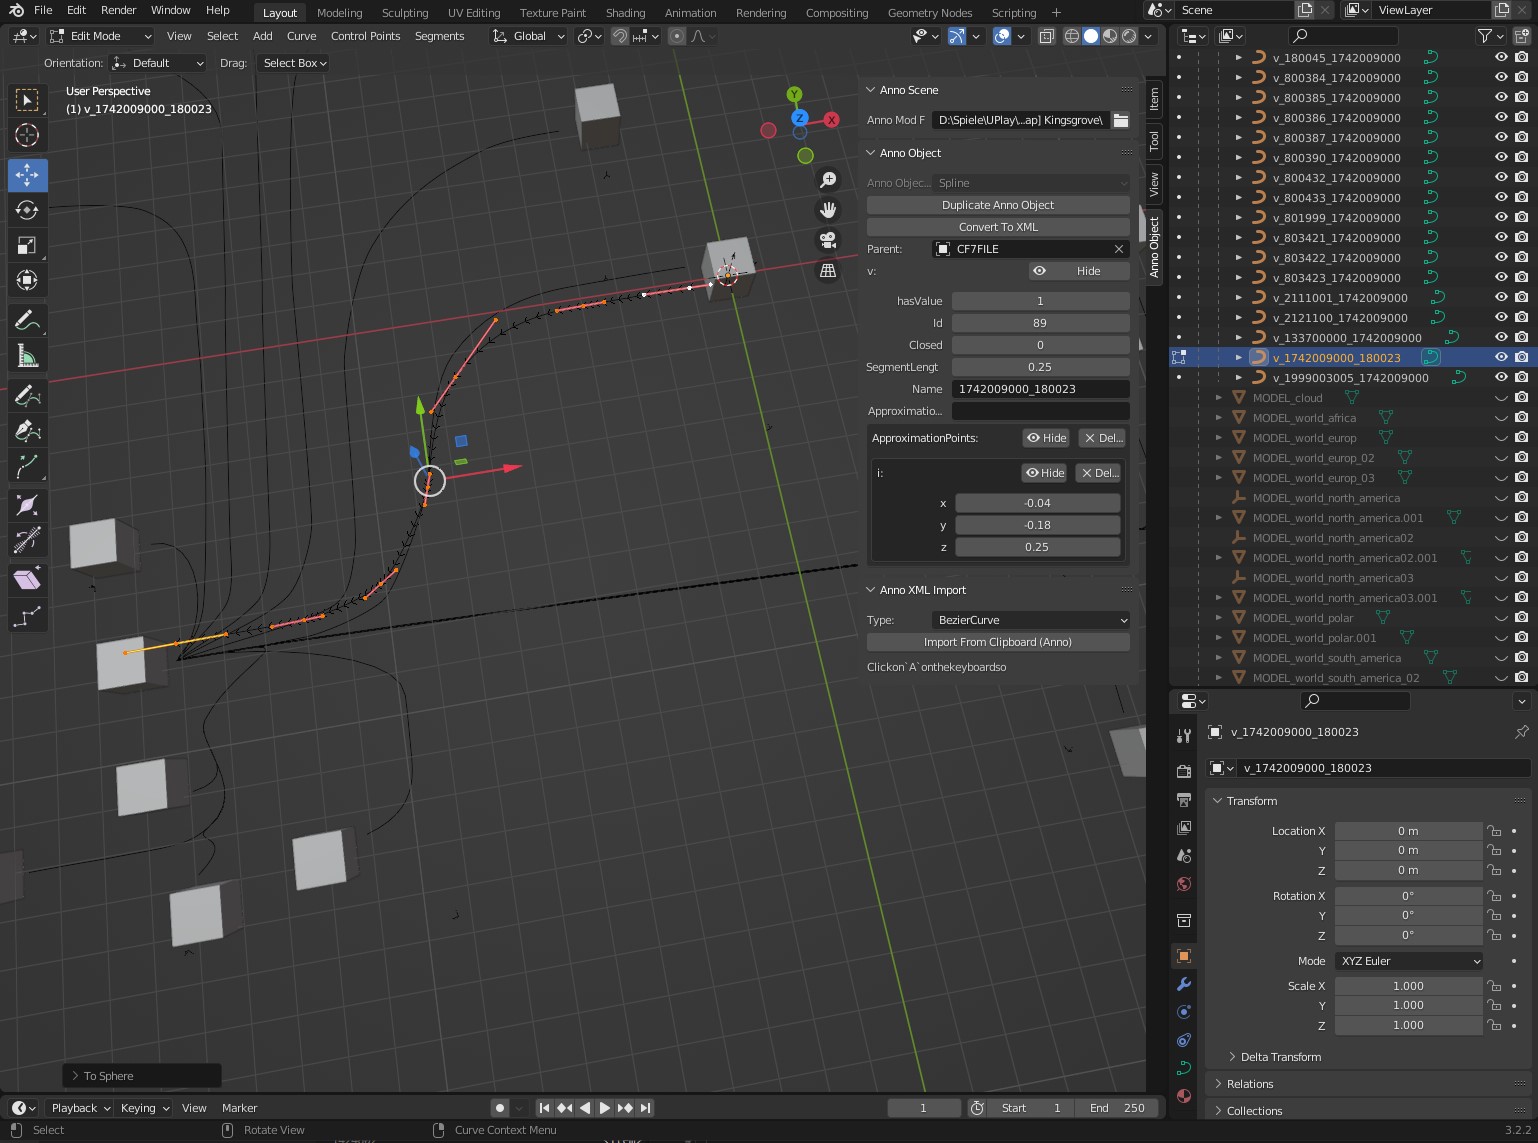 File Edit Render Window Help Layout Modeling Sculpting UV Editing Texture Paint Shading Animation Rendering Compositing Geometry Nodes Scripting + Scene ViewLayer
Edit Mode View Select Add Curve Control Points Segments Global
Orientation: Default Drag: Select Box
User Perspective
(1) v_1742009000_180023
Y
Z
X
Anno Scene
Anno Mod F D:\Spiele\UPlay\...ap] Kingsgrove\
Anno Object
Anno Objec... Spline
Duplicate Anno Object
Convert To XML
Parent: CF7FILE
v: Hide
hasValue 1
Id 89
Closed 0
SegmentLengt 0.25
Name 1742009000_180023
Approximatio...
ApproximationPoints: Hide Del...
i: Hide Del...
x -0.04
y -0.18
z 0.25
Anno XML Import
Type: BezierCurve
Import From Clipboard (Anno)
Clickon`A`onthekeyboardso
Item
Tool
View
Anno Object
v_180045_1742009000
v_800384_1742009000
v_800385_1742009000
v_800386_1742009000
v_800387_1742009000
v_800390_1742009000
v_800432_1742009000
v_800433_1742009000
v_801999_1742009000
v_803421_1742009000
v_803422_1742009000
v_803423_1742009000
v_2111001_1742009000
v_2121100_1742009000
v_133700000_1742009000
v_1742009000_180023
v_1999003005_1742009000
MODEL_cloud
MODEL_world_africa
MODEL_world_europ
MODEL_world_europ_02
MODEL_world_europ_03
MODEL_world_north_america
MODEL_world_north_america.001
MODEL_world_north_america02
MODEL_world_north_america02.001
MODEL_world_north_america03
MODEL_world_north_america03.001
MODEL_world_polar
MODEL_world_polar.001
MODEL_world_south_america
MODEL_world_south_america_02
v_1742009000_180023
v_1742009000_180023
Transform
Location X 0 m
Y 0 m
Z 0 m
Rotation X 0°
Y 0°
Z 0°
Mode XYZ Euler
Scale X 1.000
Y 1.000
Z 1.000
Delta Transform
Relations
Collections
To Sphere
Playback Keying View Marker 1 Start 1 End 250
Select Rotate View Curve Context Menu 3.2.2